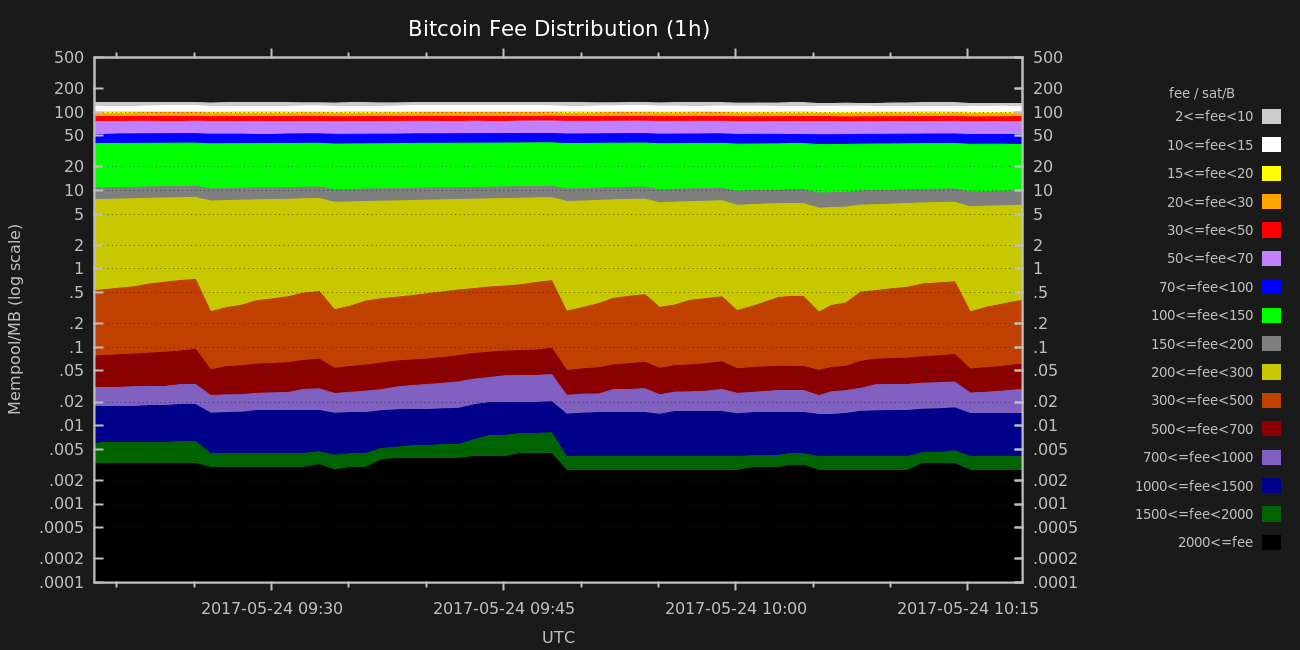 Bitcoin Fee Distribution (1h)
Mempool/MB (log scale)
500
200
100
50
20
10
5
2
1
.5
.2
.1
.05
.02
.01
.005
.002
.001
.0005
.0002
.0001
500
200
100
50
20
10
5
2
1
.5
.2
.1
.05
.02
.01
.005
.002
.001
.0005
.0002
.0001
2017-05-24 09:30 2017-05-24 09:45 2017-05-24 10:00 2017-05-24 10:15
UTC
fee / sat/B
2<=fee<10
10<=fee<15
15<=fee<20
20<=fee<30
30<=fee<50
50<=fee<70
70<=fee<100
100<=fee<150
150<=fee<200
200<=fee<300
300<=fee<500
500<=fee<700
700<=fee<1000
1000<=fee<1500
1500<=fee<2000
2000<=fee